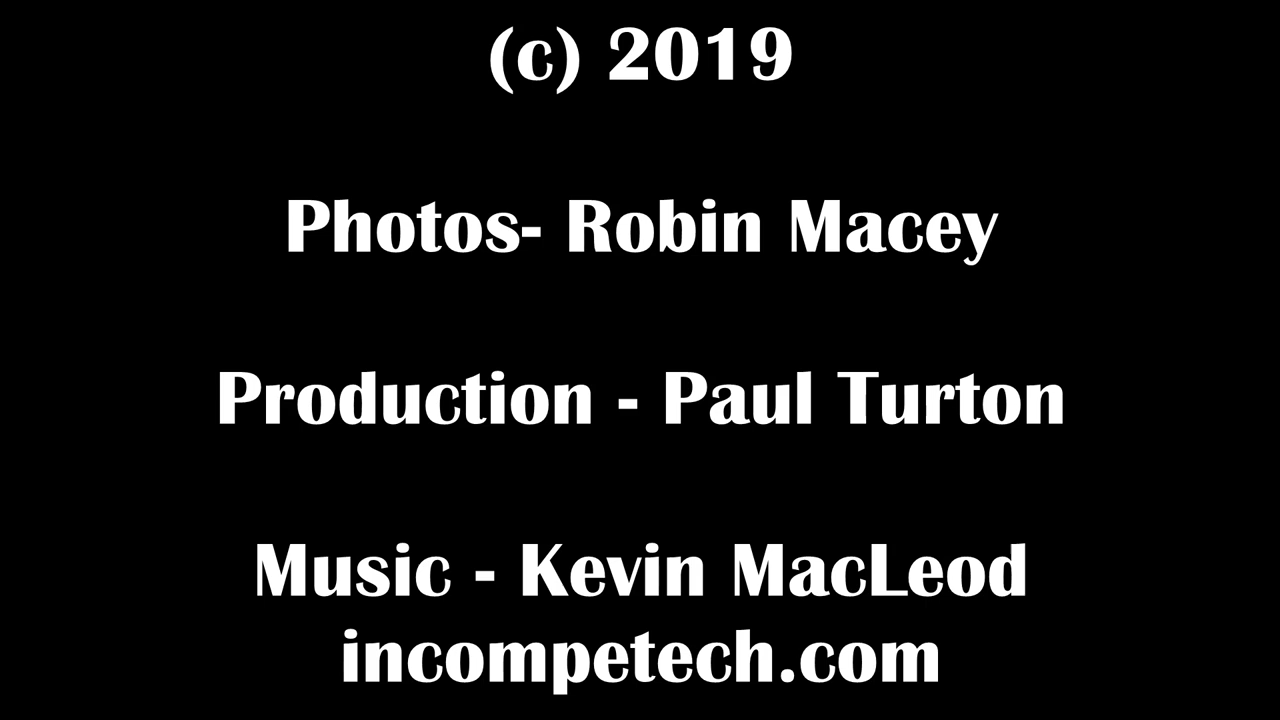 (c) 2019
Photos- Robin Macey
Production - Paul Turton
Music - Kevin MacLeod
incompetech.com